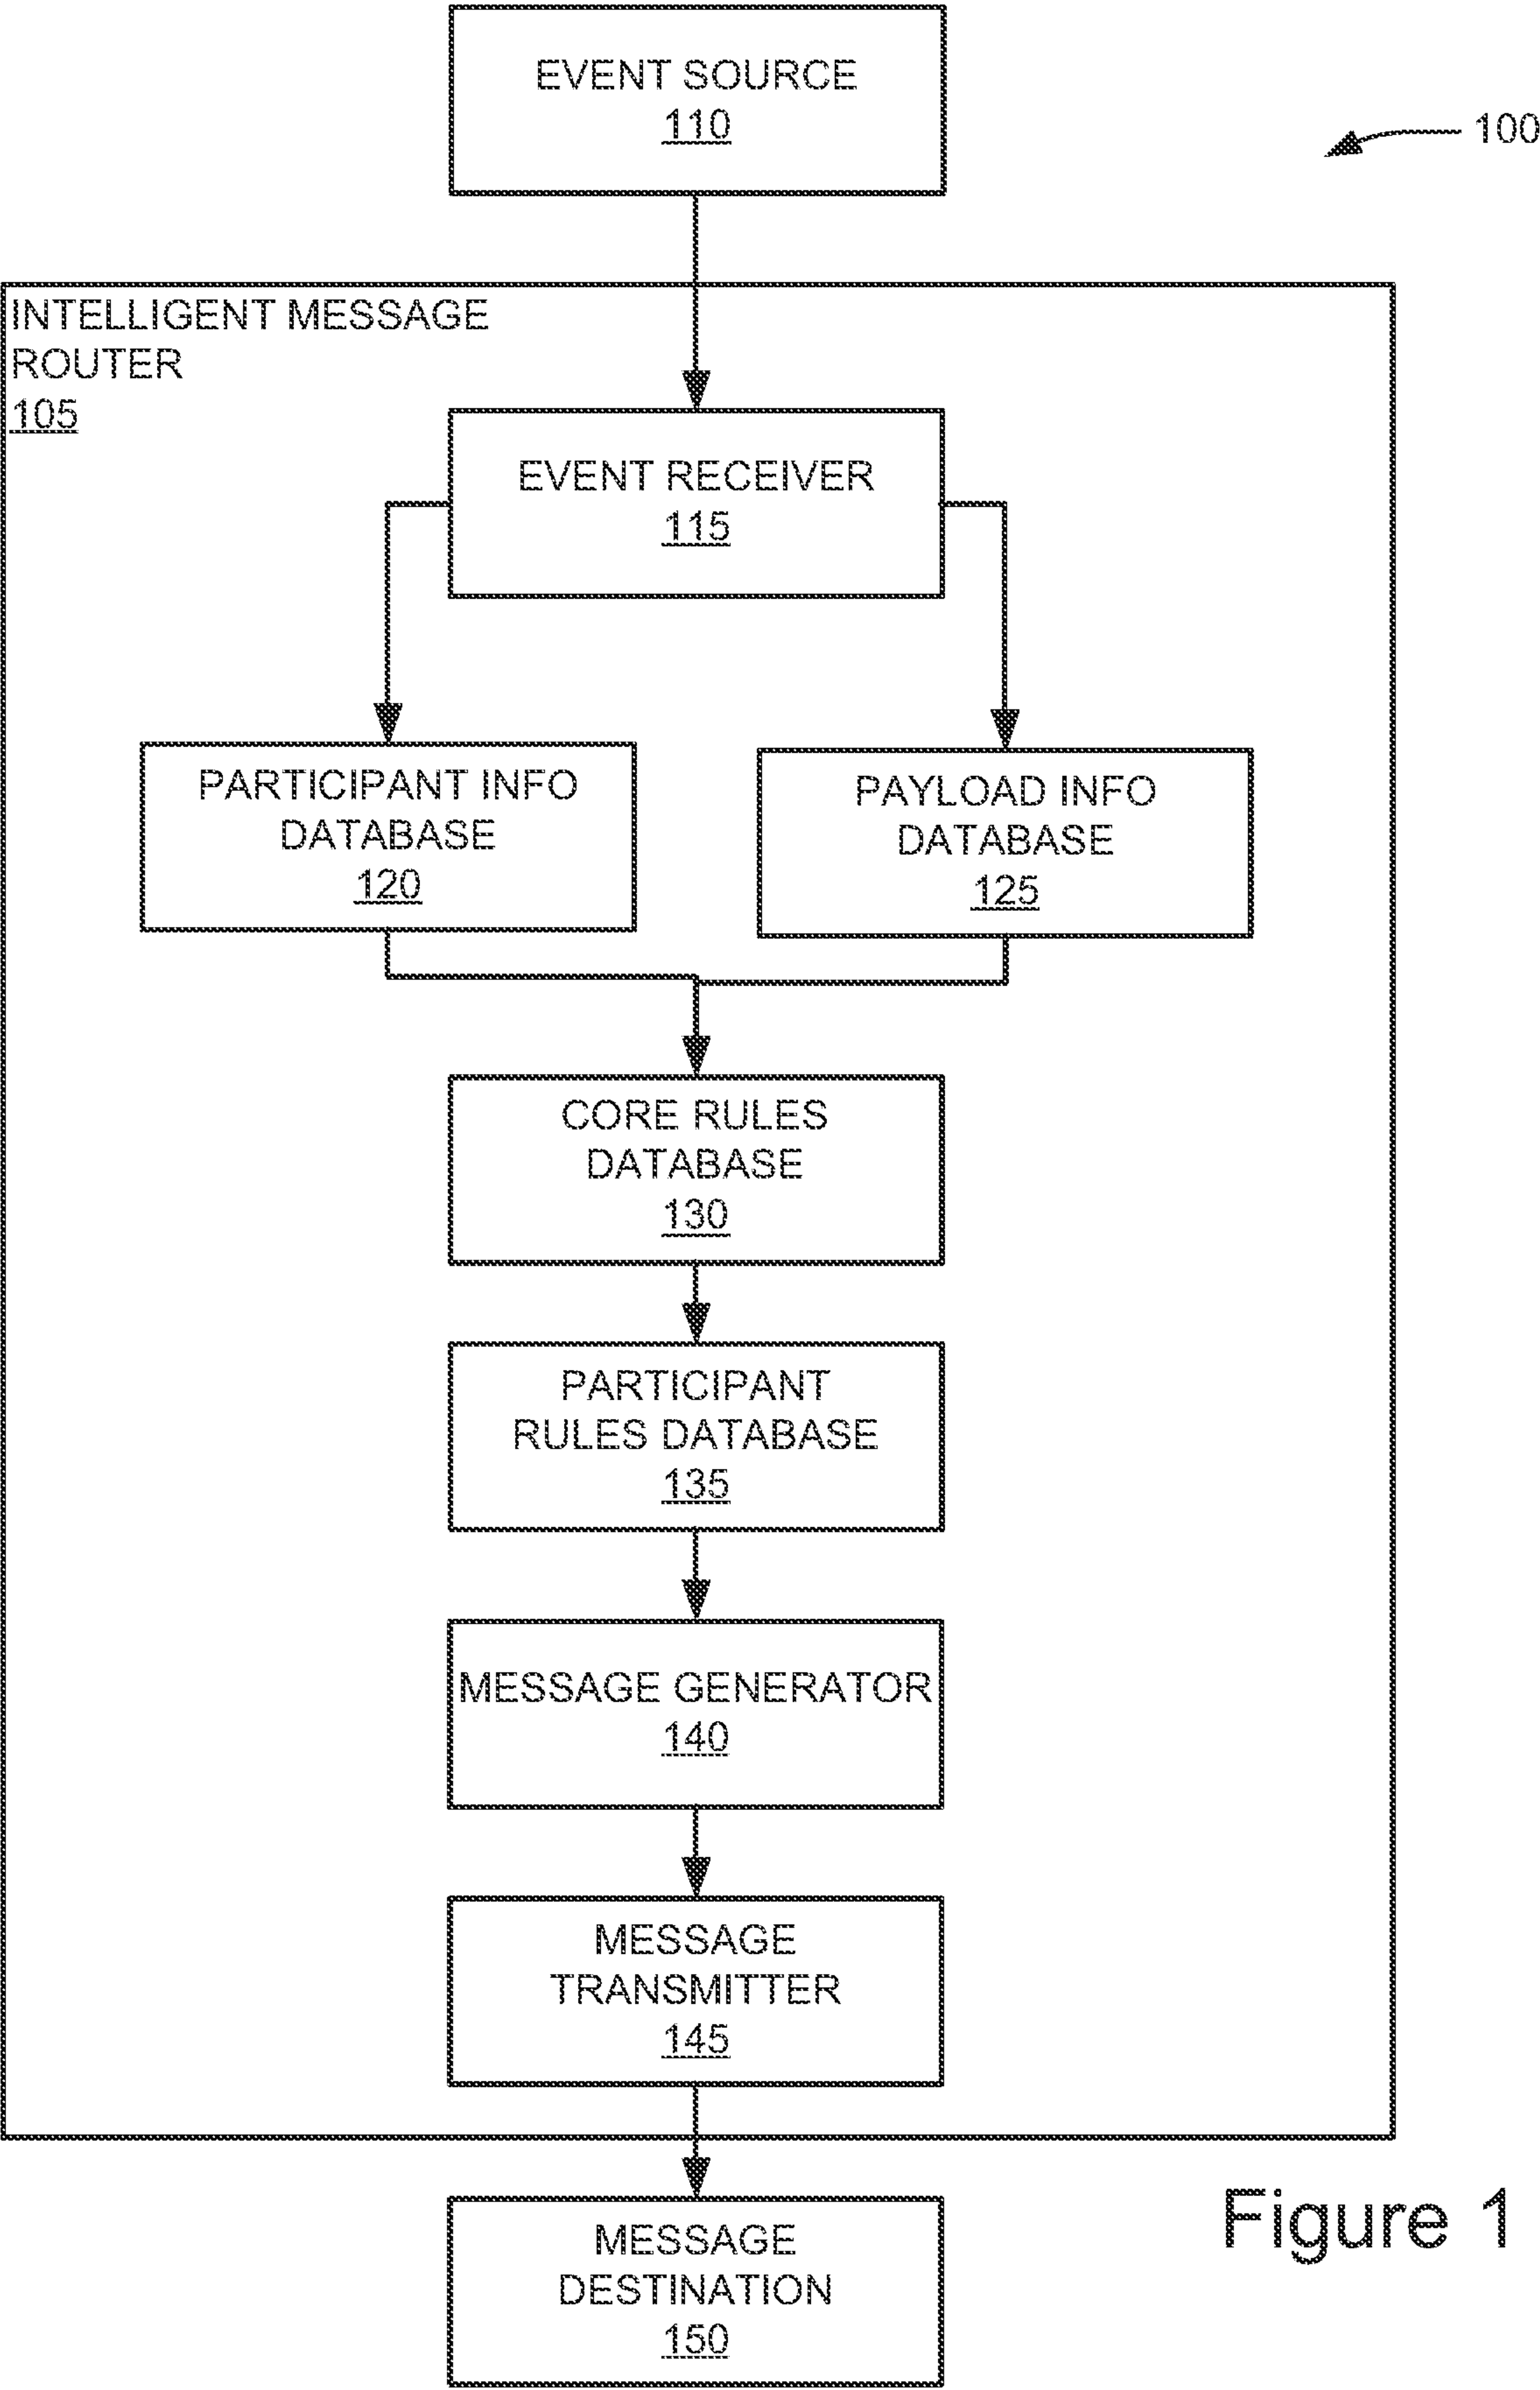 EVENT SOURCE
110
100
INTELLIGENT MESSAGE
ROUTER
105
EVENT RECEIVER
115
PARTICIPANT INFO
DATABASE
120
PAYLOAD INFO
DATABASE
125
CORE RULES
DATABASE
130
PARTICIPANT
RULES DATABASE
135
MESSAGE GENERATOR
140
MESSAGE
TRANSMITTER
145
MESSAGE
DESTINATION
150
Figure 1